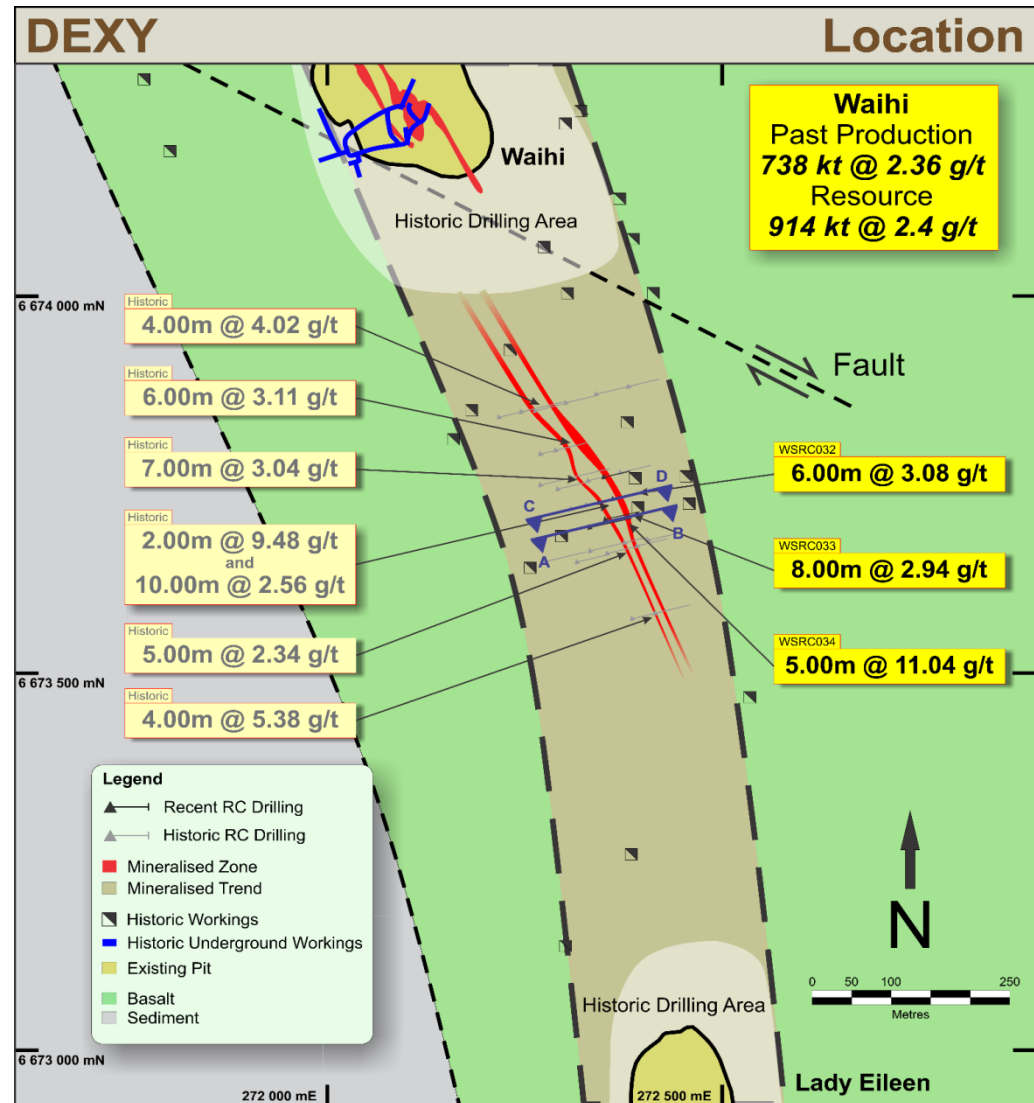 DEXY
Location
Waihi
Past Production
738 kt @ 2.36 g/t
Resource
914 kt @ 2.4 g/t
Waihi
Historic Drilling Area
6 674 000 mN
Fault
Historic
4.00m @ 4.02 g/t
Historic
6.00m @ 3.11 g/t
Historic
7.00m @ 3.04 g/t
Historic
2.00m @ 9.48 g/t
and
10.00m @ 2.56 g/t
Historic
5.00m @ 2.34 g/t
Historic
4.00m @ 5.38 g/t
C
D
A
B
WSRC032
6.00m @ 3.08 g/t
WSRC033
8.00m @ 2.94 g/t
WSRC034
5.00m @ 11.04 g/t
6 673 500 mN
Legend
Recent RC Drilling
Historic RC Drilling
Mineralised Zone
Mineralised Trend
Historic Workings
Historic Underground Workings
Existing Pit
Basalt
Sediment
N
0 50 100 250
Metres
Historic Drilling Area
6 673 000 mN
Lady Eileen
272 000 mE
272 500 mE